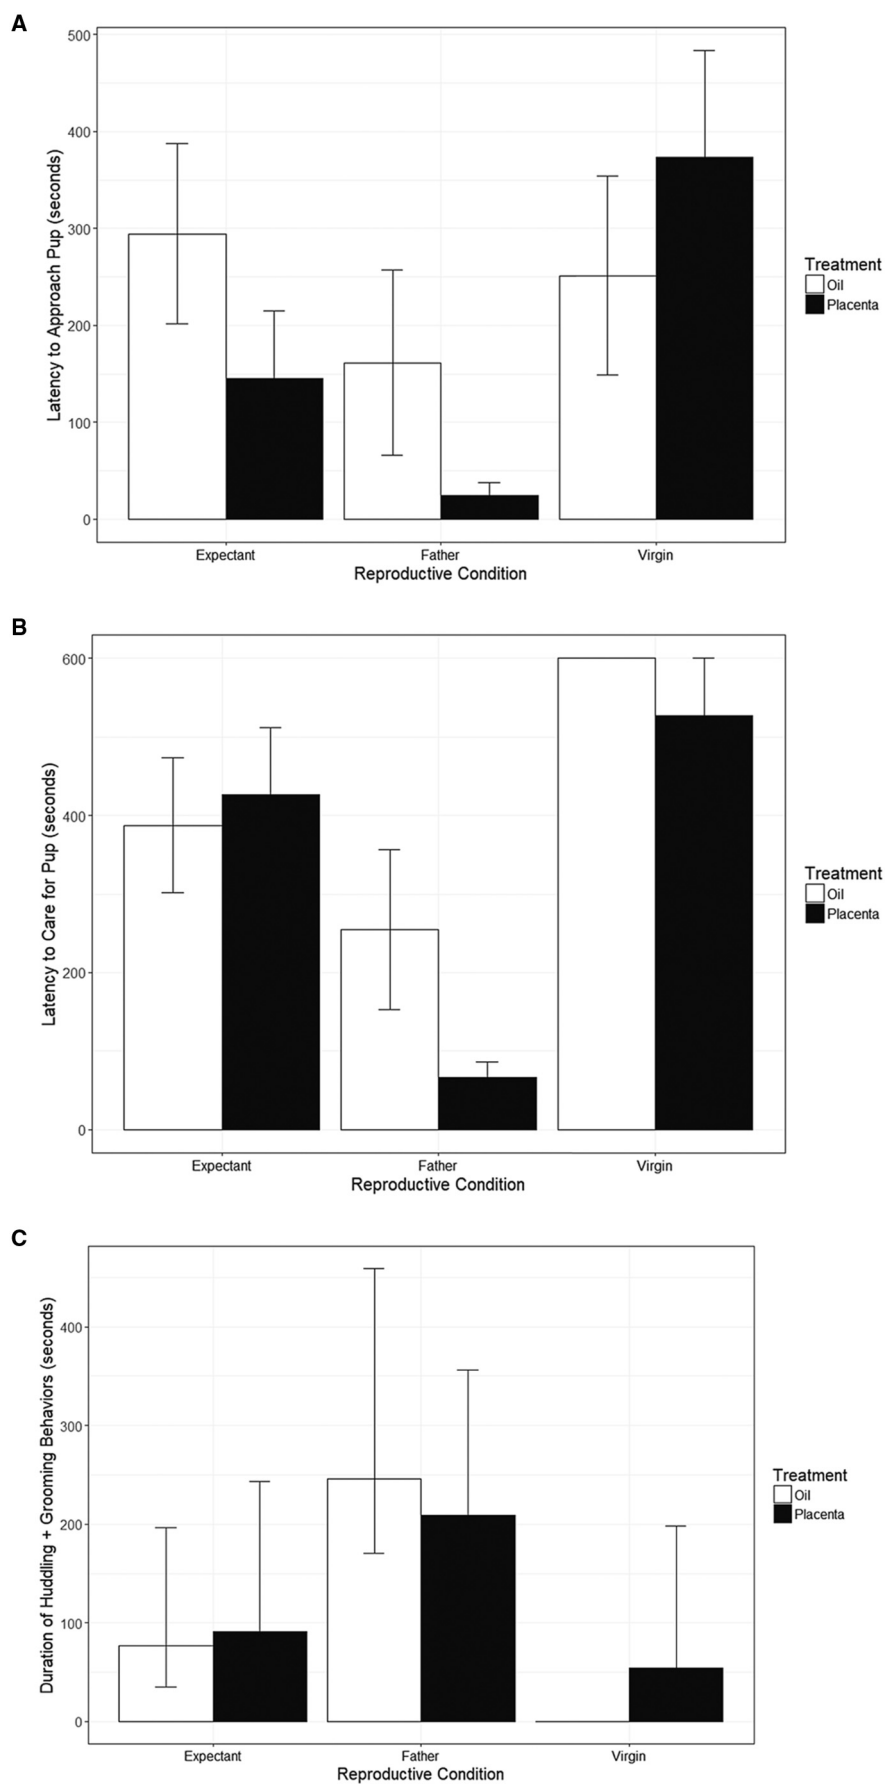 A
Latency to Approach Pup (seconds)
500
400
300
200
100
0
Expectant
Father
Virgin
Reproductive Condition
Treatment
Oil
Placenta
B
Latency to Care for Pup (seconds)
600
400
200
0
Expectant
Father
Virgin
Reproductive Condition
Treatment
Oil
Placenta
C
Duration of Huddling + Grooming Behaviors (seconds)
400
300
200
100
0
Expectant
Father
Virgin
Reproductive Condition
Treatment
Oil
Placenta